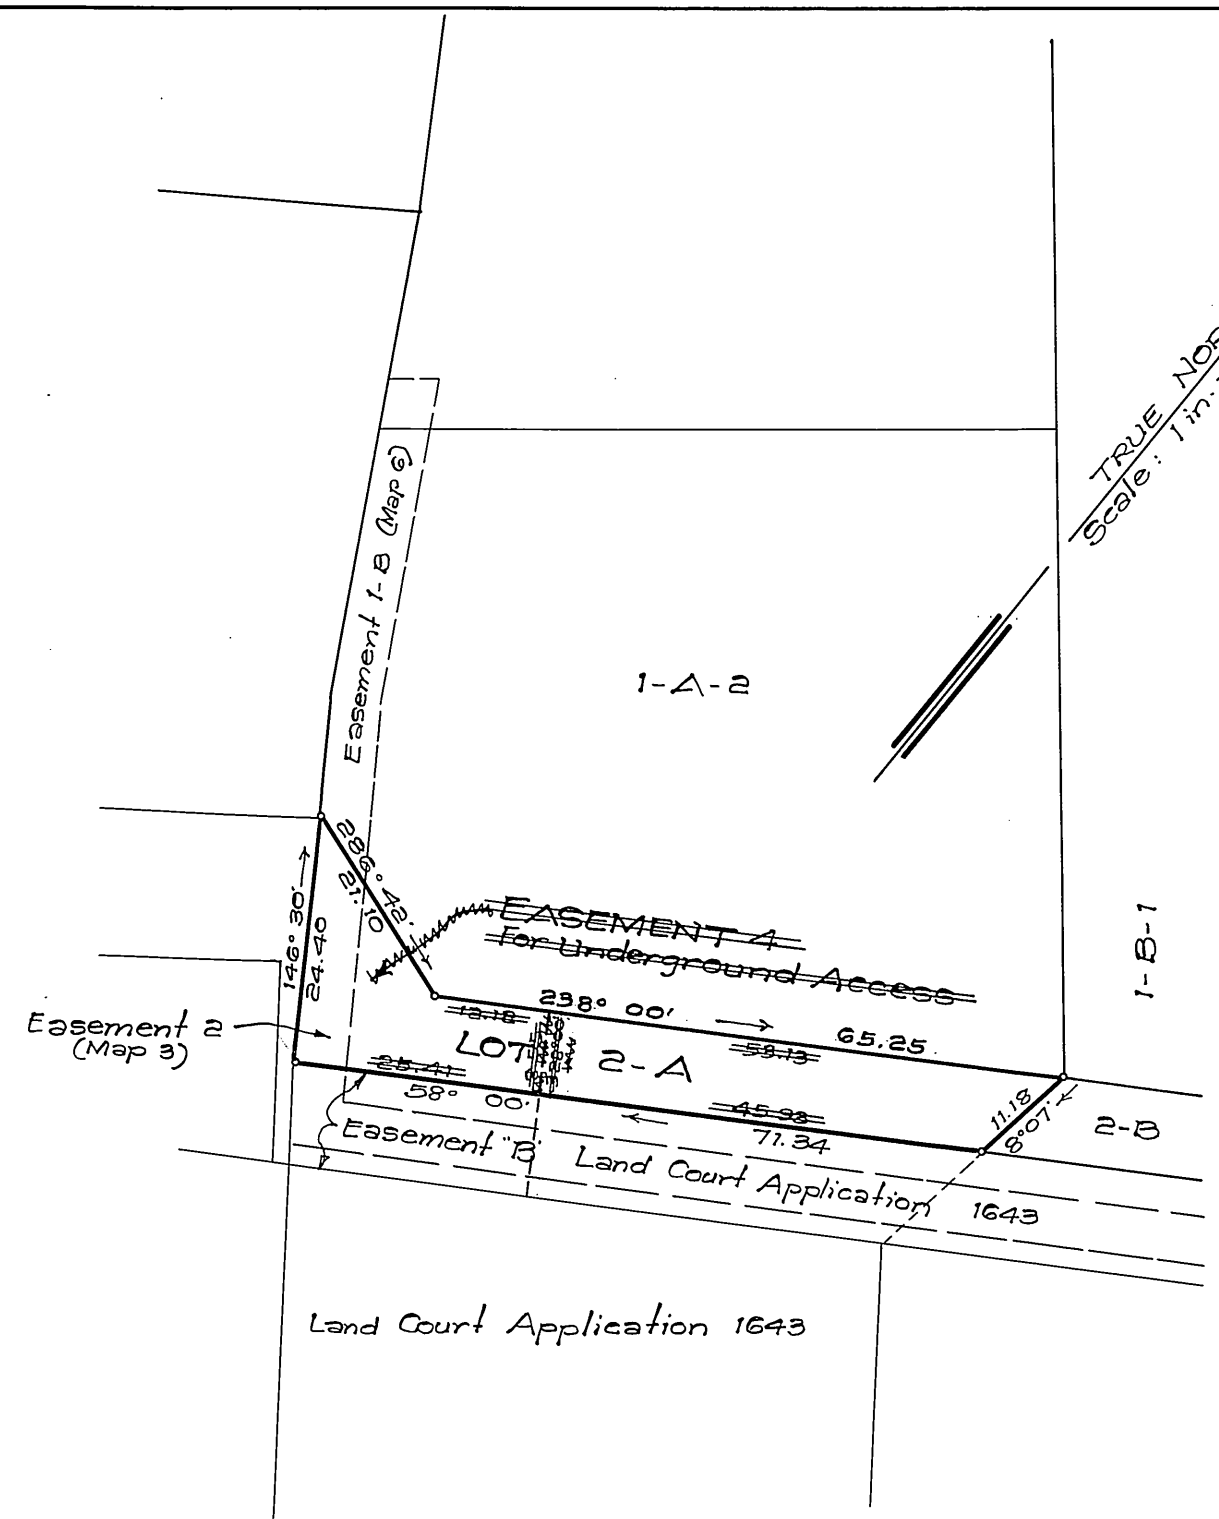 TRUE
Scale: 1 in.
Easement 1-B (Map 6)
1-A-2
1-B-1
286° 42'
21.10
146° 30'
24.40
EASEMENT 4
For Underground Access
238° 00'
65.25
12.12
53.13
Easement 2
(Map 3)
LOT 2-A
25.41
58° 00'
45.93
71.34
11.18
8° 07'
2-B
Easement "B"
Land Court Application 1643
Land Court Application 1643